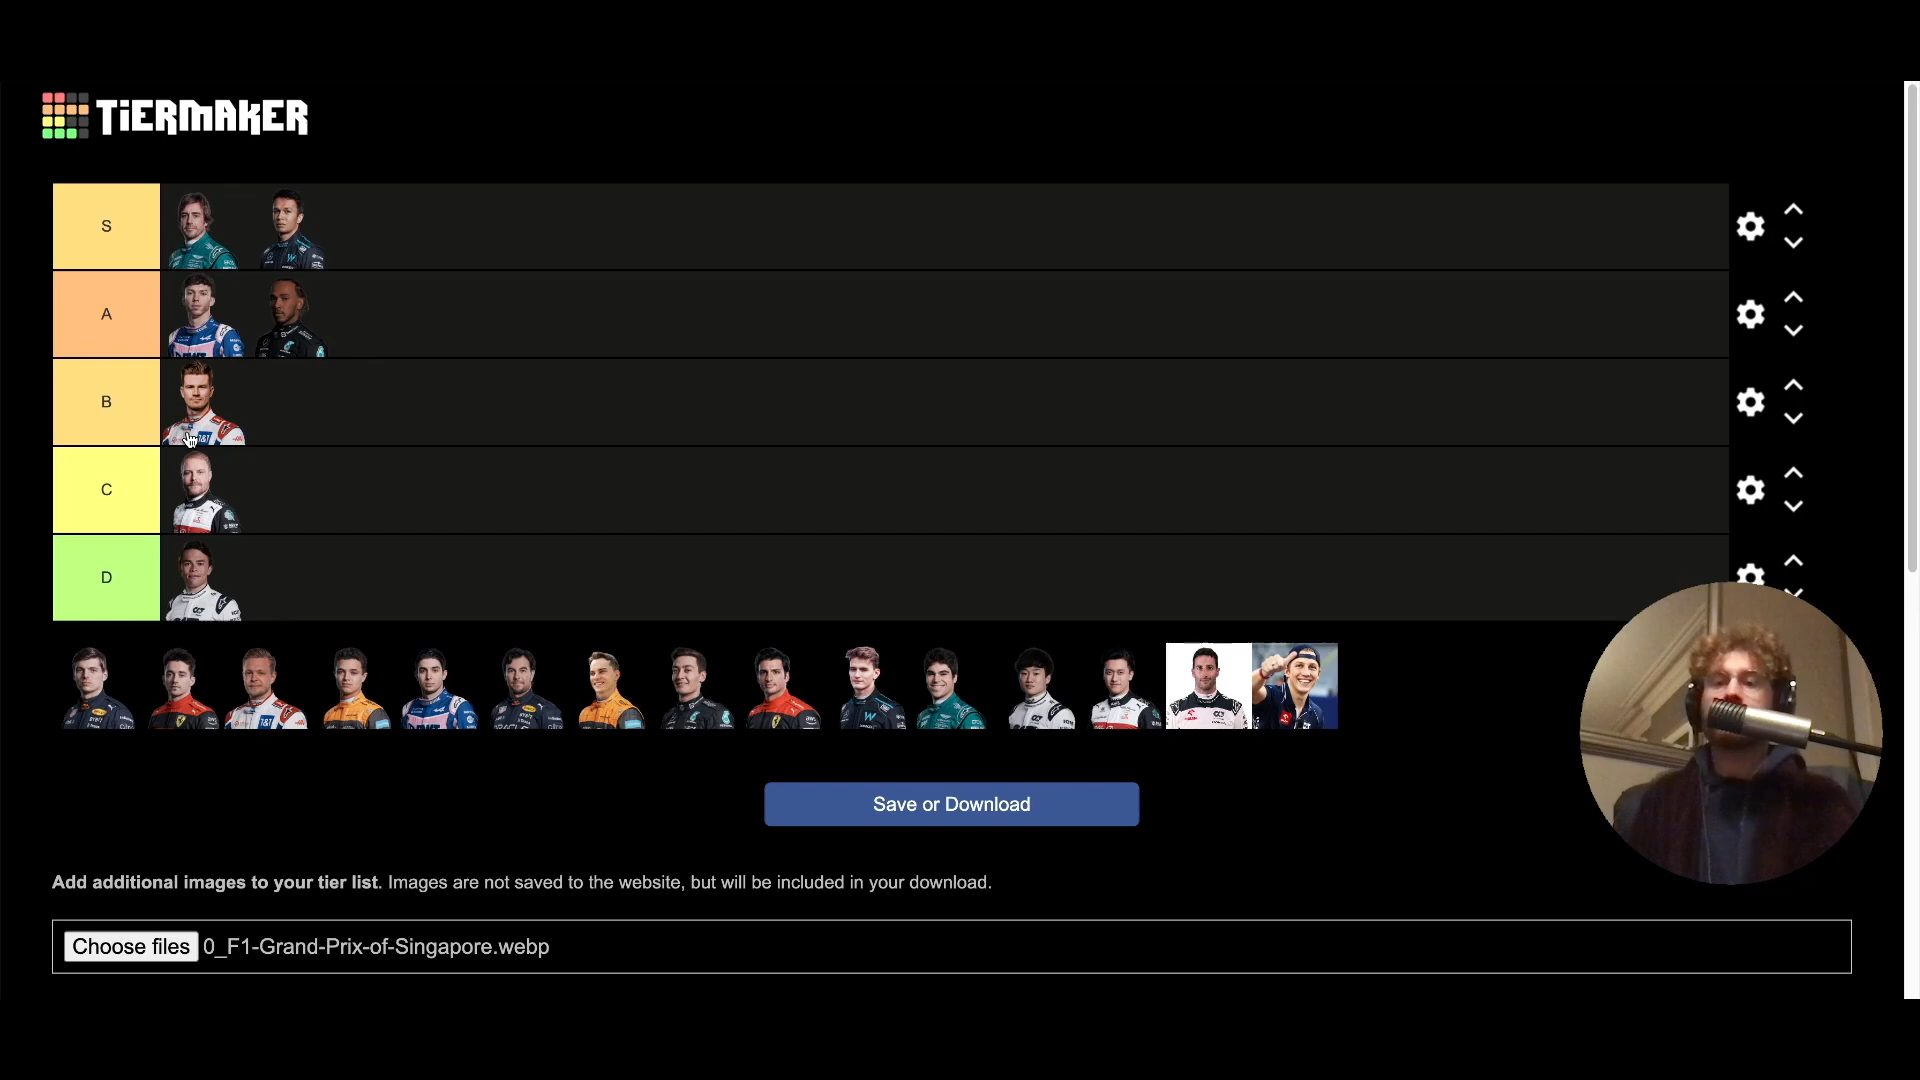 TiERMAKER
S
A
B
C
D
Save or Download
Add additional images to your tier list. Images are not saved to the website, but will be included in your download.
Choose files 0_F1-Grand-Prix-of-Singapore.webp